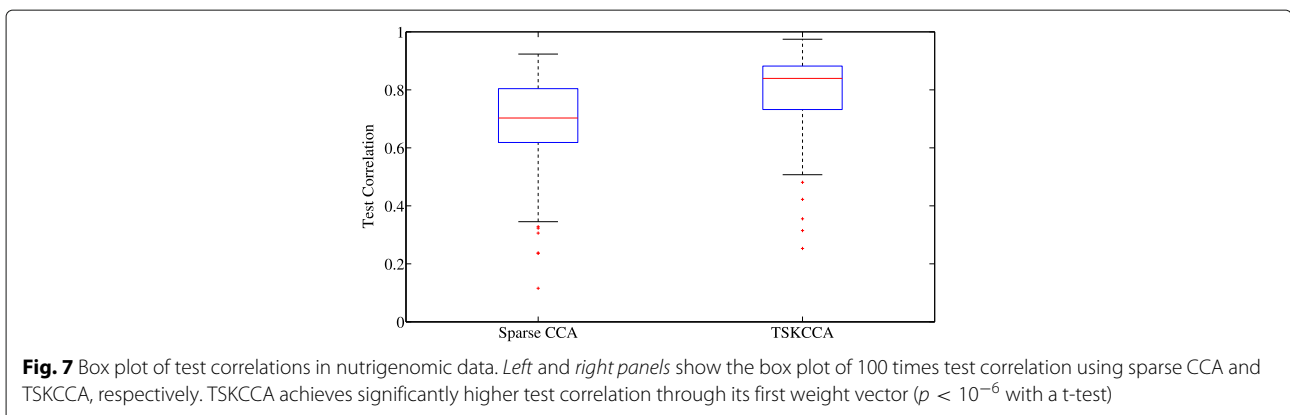 1
0.8
0.6
0.4
0.2
0
Test Correlation
Sparse CCA
TSKCCA
Fig. 7 Box plot of test correlations in nutrigenomic data. Left and right panels show the box plot of 100 times test correlation using sparse CCA and
TSKCCA, respectively. TSKCCA achieves significantly higher test correlation through its first weight vector (p < 10⁻⁶ with a t-test)